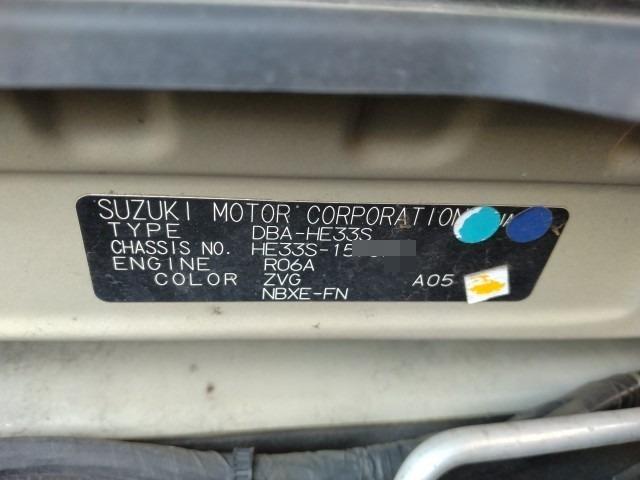 SUZUKI MOTOR CORPORATION
TYPE DBA-HE33S
CHASSIS NO. HE33S-15
ENGINE R06A
COLOR ZVG A05
NBXE-FN